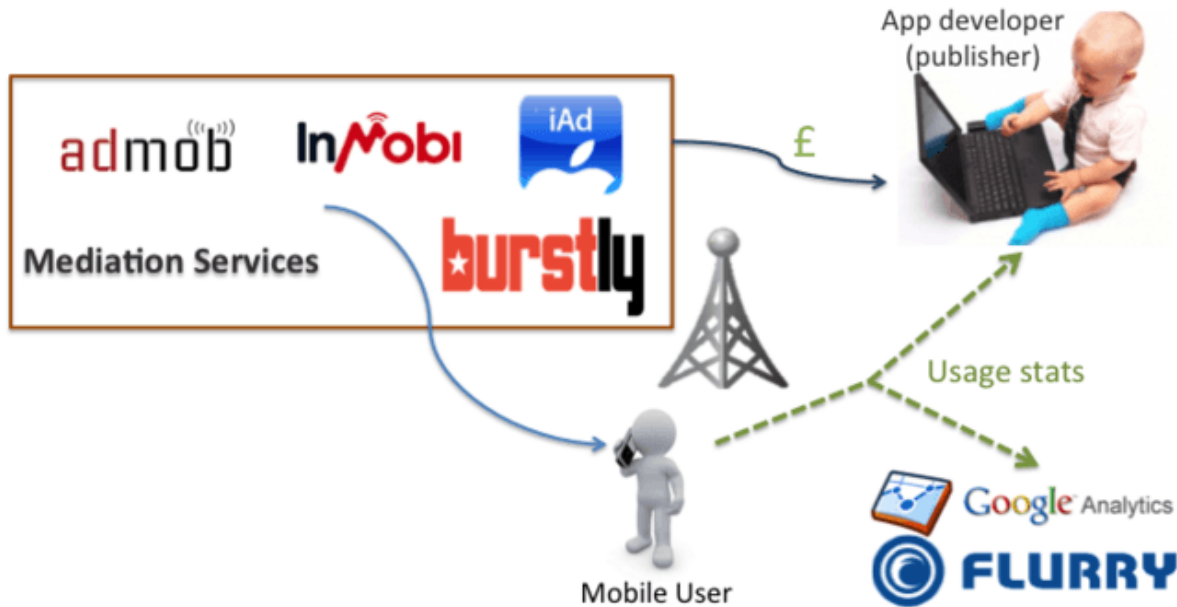 App developer
(publisher)
admob
InMobi
iAd
£
Mediation Services
burstly
Usage stats
Google Analytics
FLURRY
Mobile User